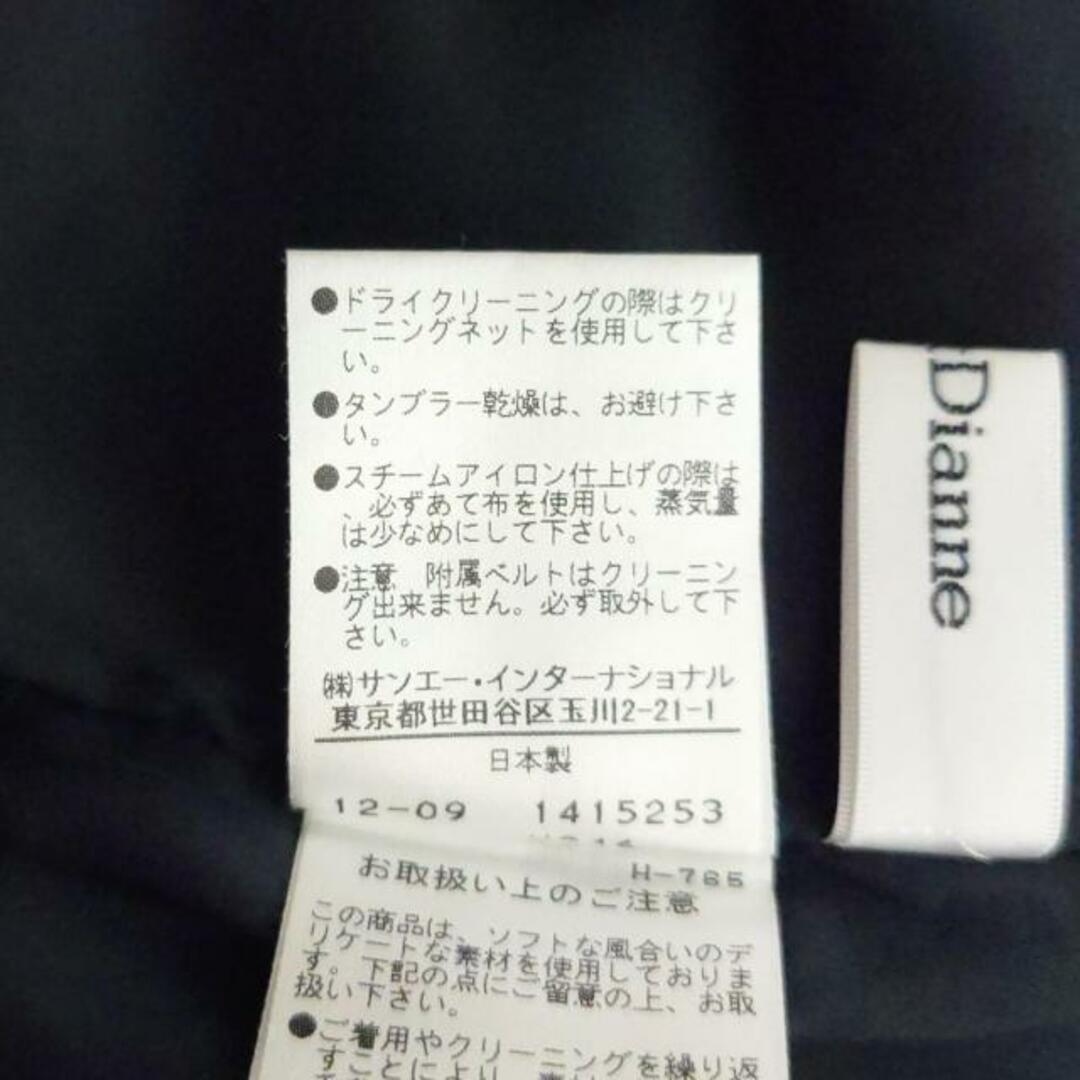 ●ドライクリーニングの際はクリ
ーニングネットを使用して下さ
い。
●タンブラー乾燥は、お避け下さ
い。
●スチームアイロン仕上げの際は
、必ずあて布を使用し、蒸気量
は少なめにして下さい。
●注意 附属ベルトはクリーニン
グ出来ません。必ず取外して下
さい。
㈱サンエー・インターナショナル
東京都世田谷区玉川2-21-1
日本製
12-09 1415253
H-765
お取扱い上のご注意
この商品は、ソフトな風合いのデ
リケートな素材を使用しておりま
す。下記の点にご留意の上、お取
扱い下さい。
●ご着用やクリーニングを繰り返
すことにより
Dianne